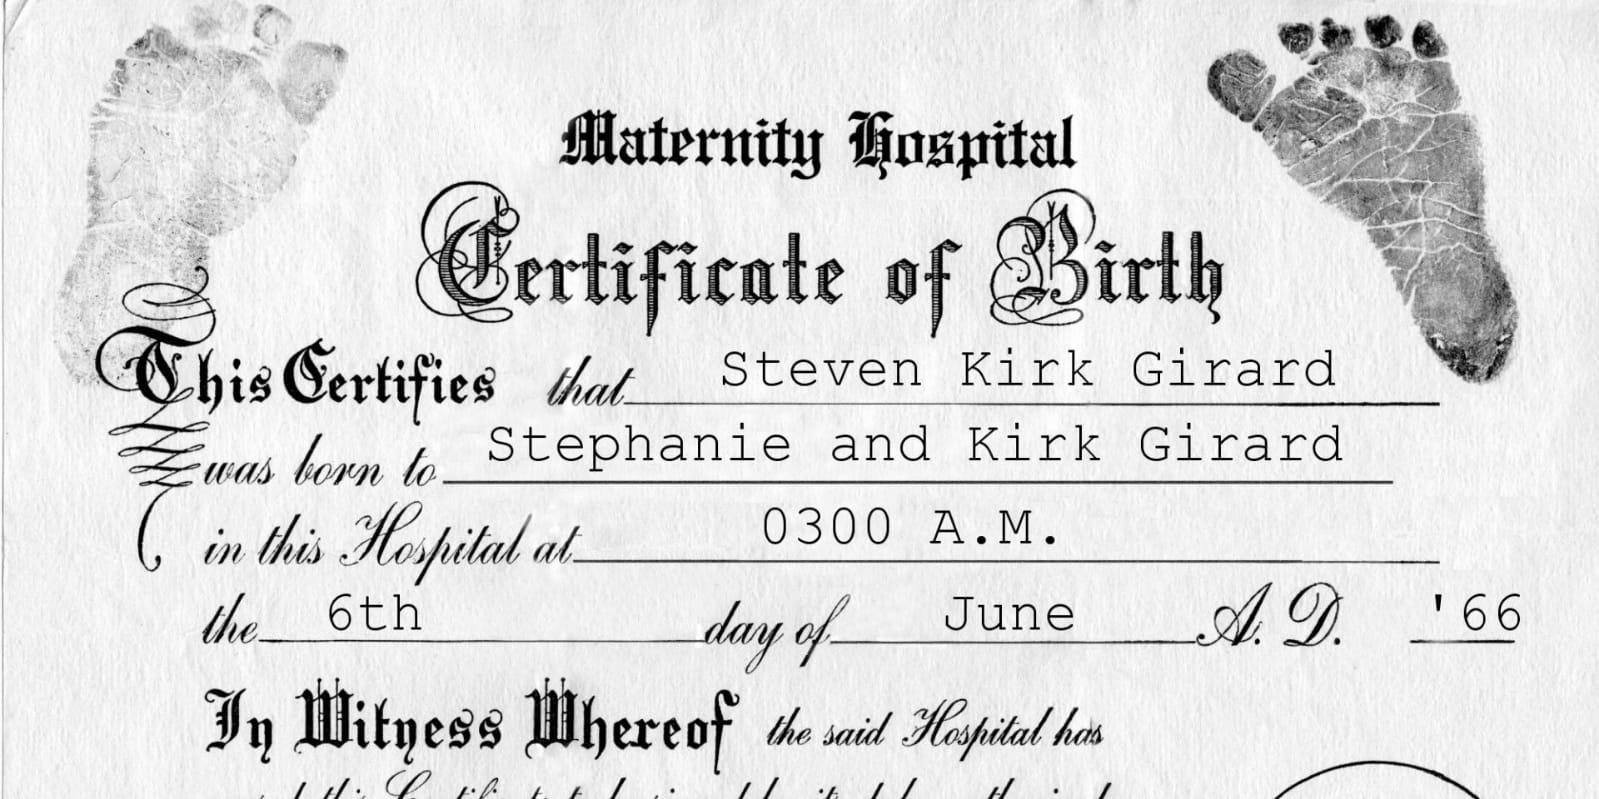 Maternity Hospital
Certificate of Birth
This Certifies that Steven Kirk Girard
was born to Stephanie and Kirk Girard
in this Hospital at 0300 A.M.
the 6th day of June A. D. '66
In Witness Whereof the said Hospital has